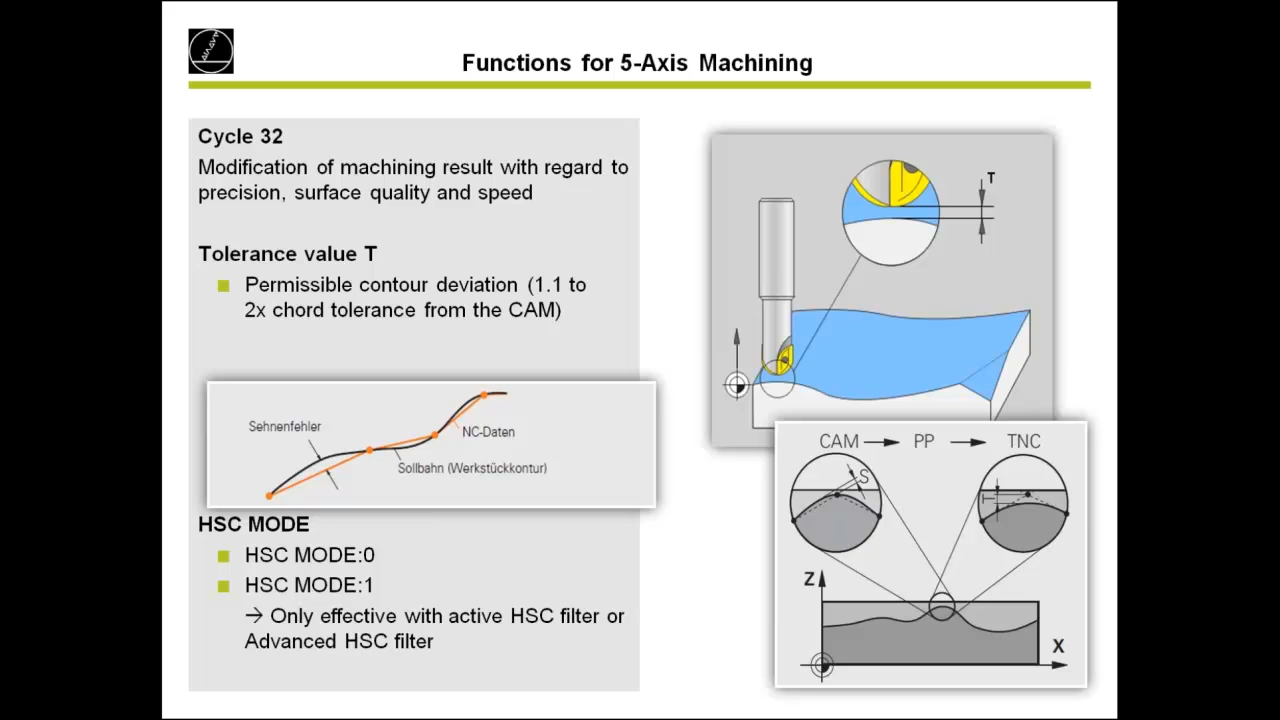 Functions for 5-Axis Machining
Cycle 32
Modification of machining result with regard to
precision, surface quality and speed
Tolerance value T
Permissible contour deviation (1.1 to
2x chord tolerance from the CAM)
Sehnenfehler
NC-Daten
Sollbahn (Werkstückkontur)
HSC MODE
HSC MODE:0
HSC MODE:1
→ Only effective with active HSC filter or
Advanced HSC filter
T
CAM → PP → TNC
S
T
Z
X